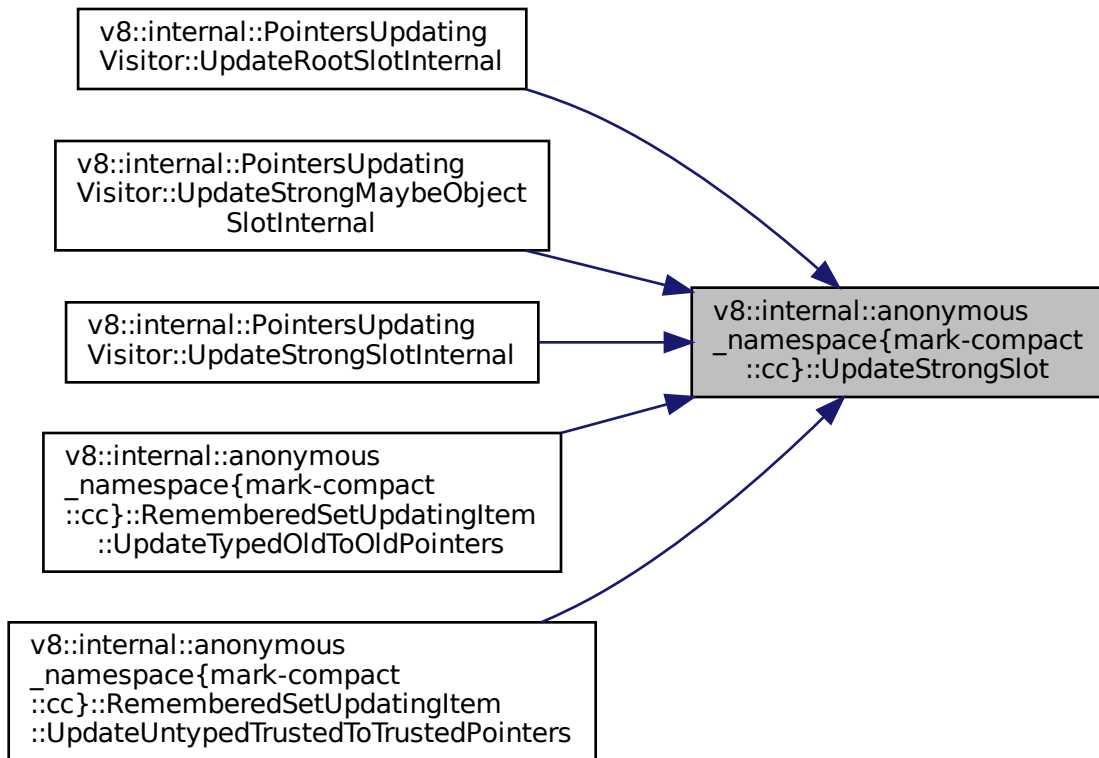 v8::internal::PointersUpdating
Visitor::UpdateRootSlotInternal
v8::internal::PointersUpdating
Visitor::UpdateStrongMaybeObject
SlotInternal
v8::internal::PointersUpdating
Visitor::UpdateStrongSlotInternal
v8::internal::anonymous
_namespace{mark-compact
::cc}::RememberedSetUpdatingItem
::UpdateTypedOldToOldPointers
v8::internal::anonymous
_namespace{mark-compact
::cc}::RememberedSetUpdatingItem
::UpdateUntypedTrustedToTrustedPointers
v8::internal::anonymous
_namespace{mark-compact
::cc}::UpdateStrongSlot